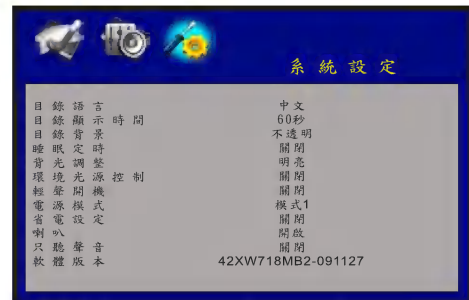 系統設定
目錄語言 中文
目錄顯示時間 60秒
目錄背景 不透明
睡眠定時 關閉
背光調整 明亮
環境光源控制 關閉
輕聲開機 關閉
電源模式 模式1
省電設定 關閉
喇叭 開啟
只聽聲音 關閉
軟體版本 42XW718MB2-091127